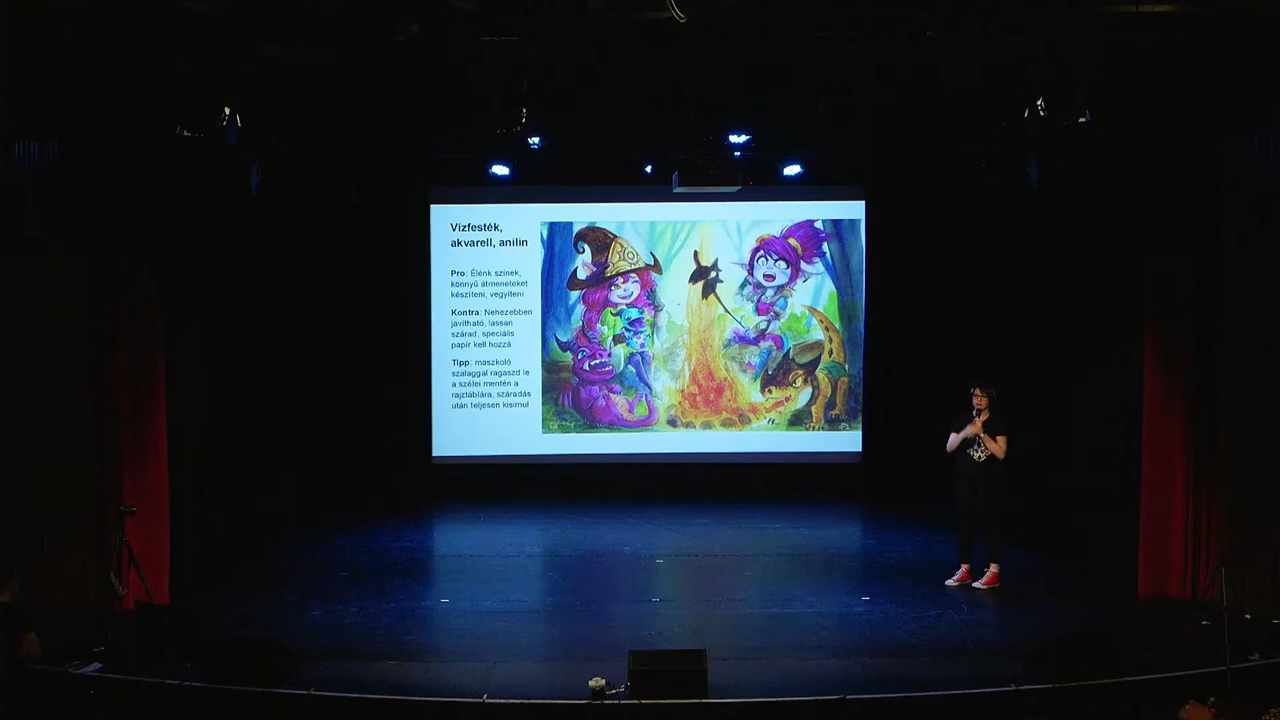 Vízfesték,
akvarell, anilin
Pro: Élénk színek,
könnyű átmeneteket
készíteni, vegyíteni
Kontra: Nehezebben
javítható, lassan
szárad, speciális
papír kell hozzá
Tipp: maszkoló
szalaggal ragaszd le
a szélei mentén a
rajztáblára, száradás
után teljesen kisimul